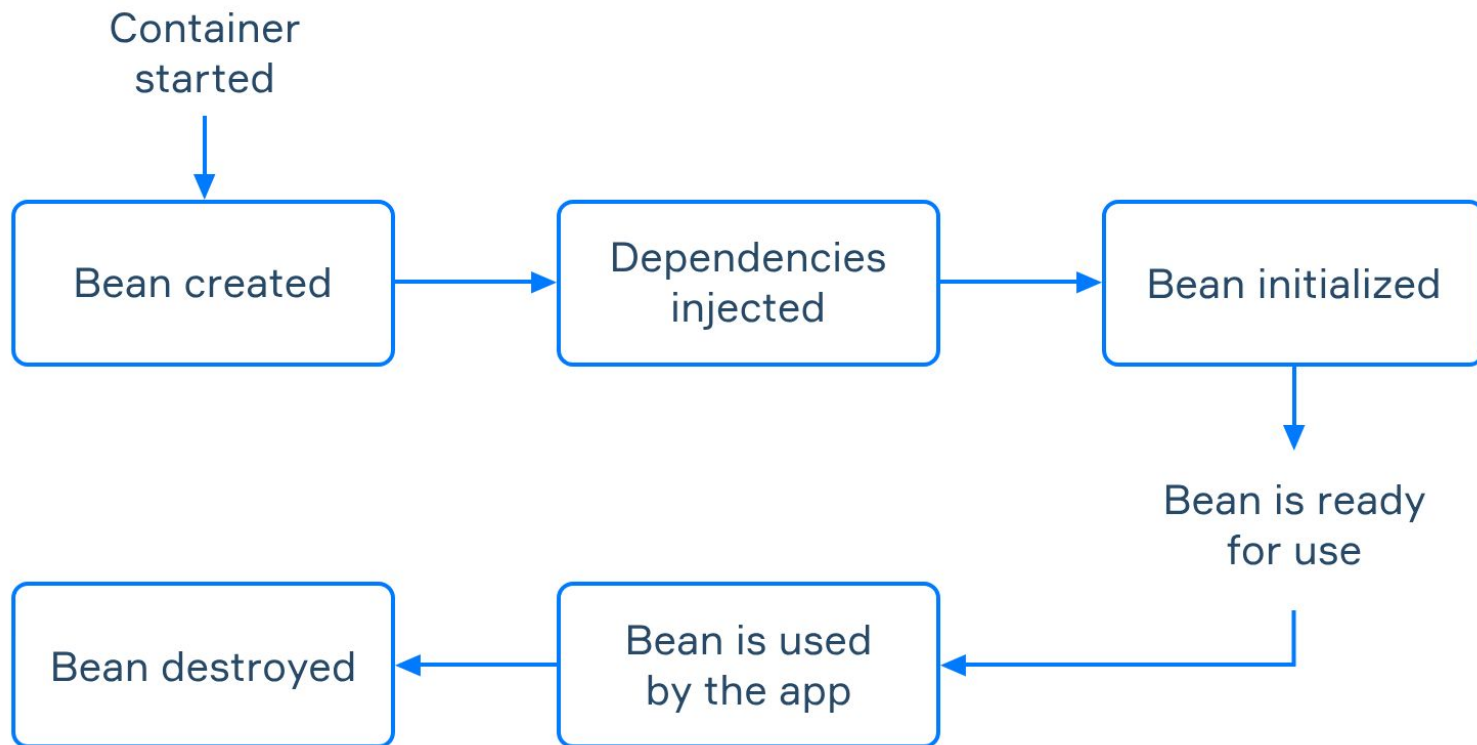 Container
started
Bean created
Dependencies
injected
Bean initialized
Bean is ready
for use
Bean is used
by the app
Bean destroyed